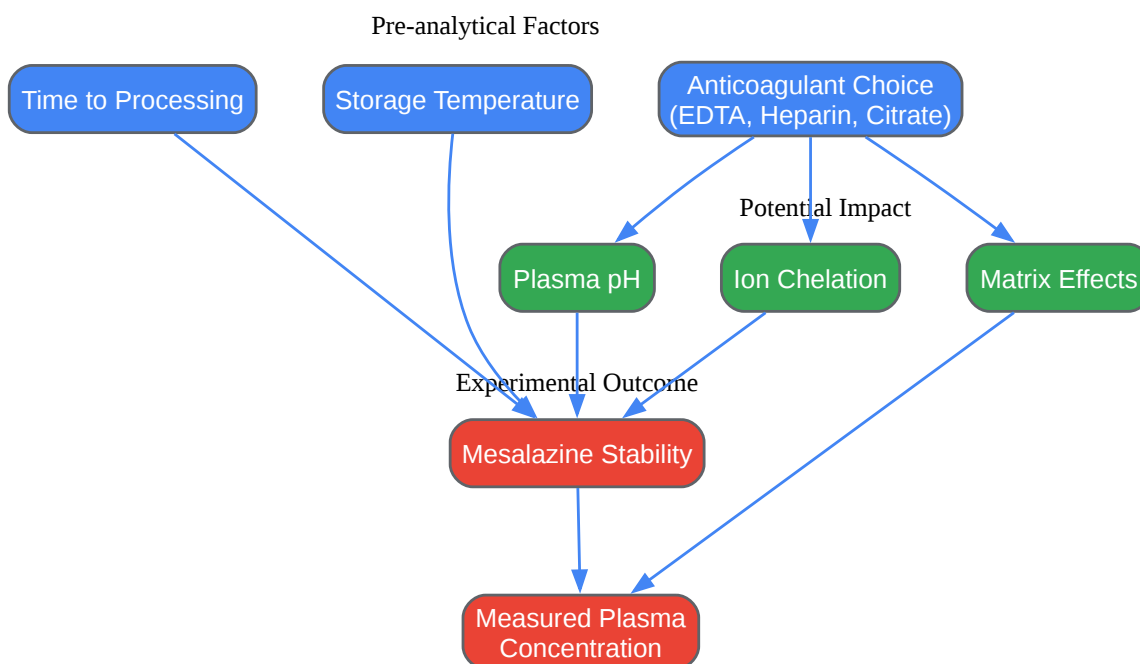 Pre-analytical Factors
Time to Processing
Storage Temperature
Anticoagulant Choice
(EDTA, Heparin, Citrate)
Potential Impact
Plasma pH
Ion Chelation
Matrix Effects
Experimental Outcome
Mesalazine Stability
Measured Plasma
Concentration